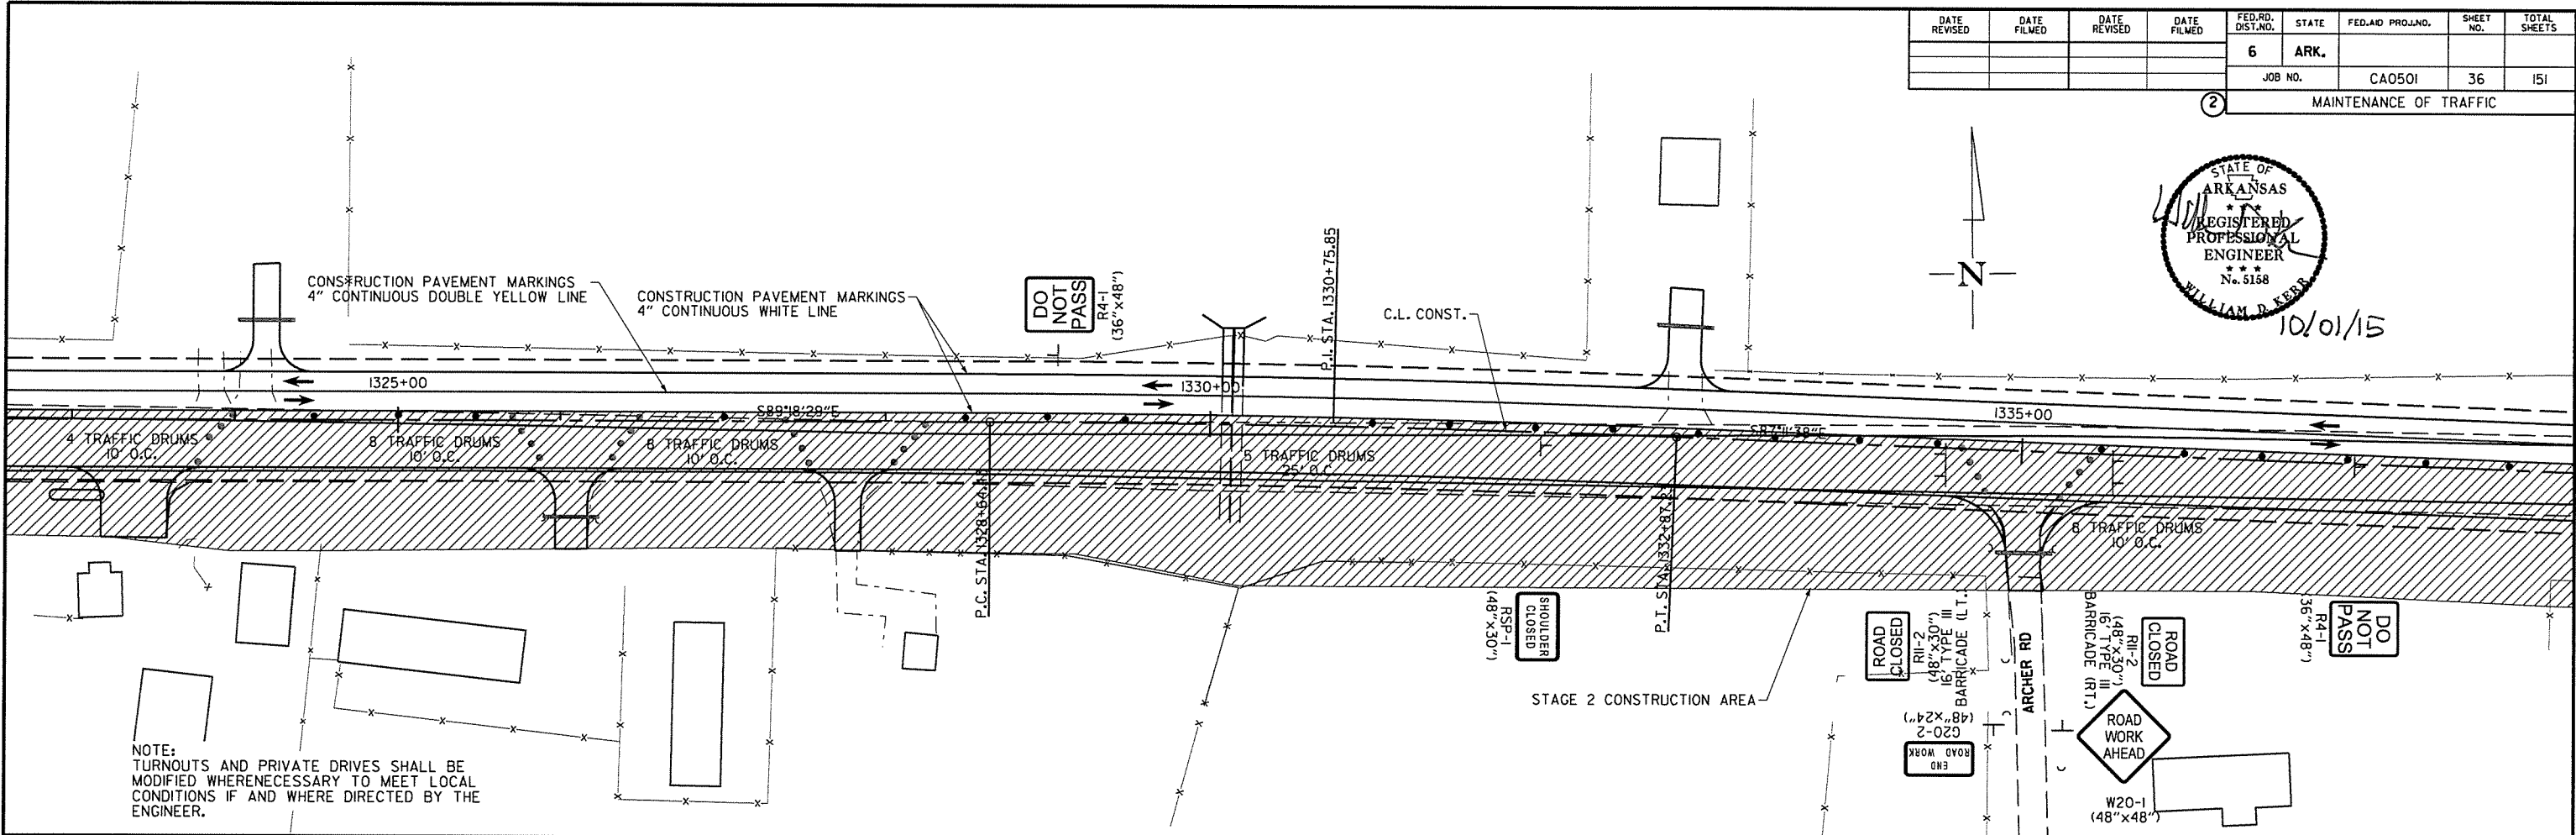 DATE REVISED
DATE FILMED
DATE REVISED
DATE FILMED
FED.RD. DIST.NO.
STATE
FED.AID PROJ.NO.
SHEET NO.
TOTAL SHEETS
6
ARK.
JOB NO.
CA0501
36
151
2
MAINTENANCE OF TRAFFIC
STATE OF
ARKANSAS
REGISTERED
PROFESSIONAL
ENGINEER
No. 5158
WILLIAM D. KERR
10/01/15
N
CONSTRUCTION PAVEMENT MARKINGS
4" CONTINUOUS DOUBLE YELLOW LINE
CONSTRUCTION PAVEMENT MARKINGS
4" CONTINUOUS WHITE LINE
DO
NOT
PASS
R4-1
(36"x48")
P.I. STA. 1330+75.85
C.L. CONST.
1325+00
1330+00
1335+00
S89°18'29"E
S87°11'38"E
4 TRAFFIC DRUMS
10' O.C.
8 TRAFFIC DRUMS
10' O.C.
8 TRAFFIC DRUMS
10' O.C.
5 TRAFFIC DRUMS
25' O.C.
8 TRAFFIC DRUMS
10' O.C.
P.C. STA. 1328+64.
P.T. STA. 1332+87.
SHOULDER
CLOSED
RSP-1
(48"x30")
STAGE 2 CONSTRUCTION AREA
ROAD
CLOSED
R11-2
(48"x30")
16' TYPE III
BARRICADE (LT.)
ARCHER RD
ROAD
CLOSED
R11-2
(48"x30")
16' TYPE III
BARRICADE (RT.)
DO
NOT
PASS
R4-1
(36"x48")
END
ROAD WORK
G20-2
(48"x24")
ROAD
WORK
AHEAD
W20-1
(48"x48")
NOTE:
TURNOUTS AND PRIVATE DRIVES SHALL BE
MODIFIED WHERENECESSARY TO MEET LOCAL
CONDITIONS IF AND WHERE DIRECTED BY THE
ENGINEER.